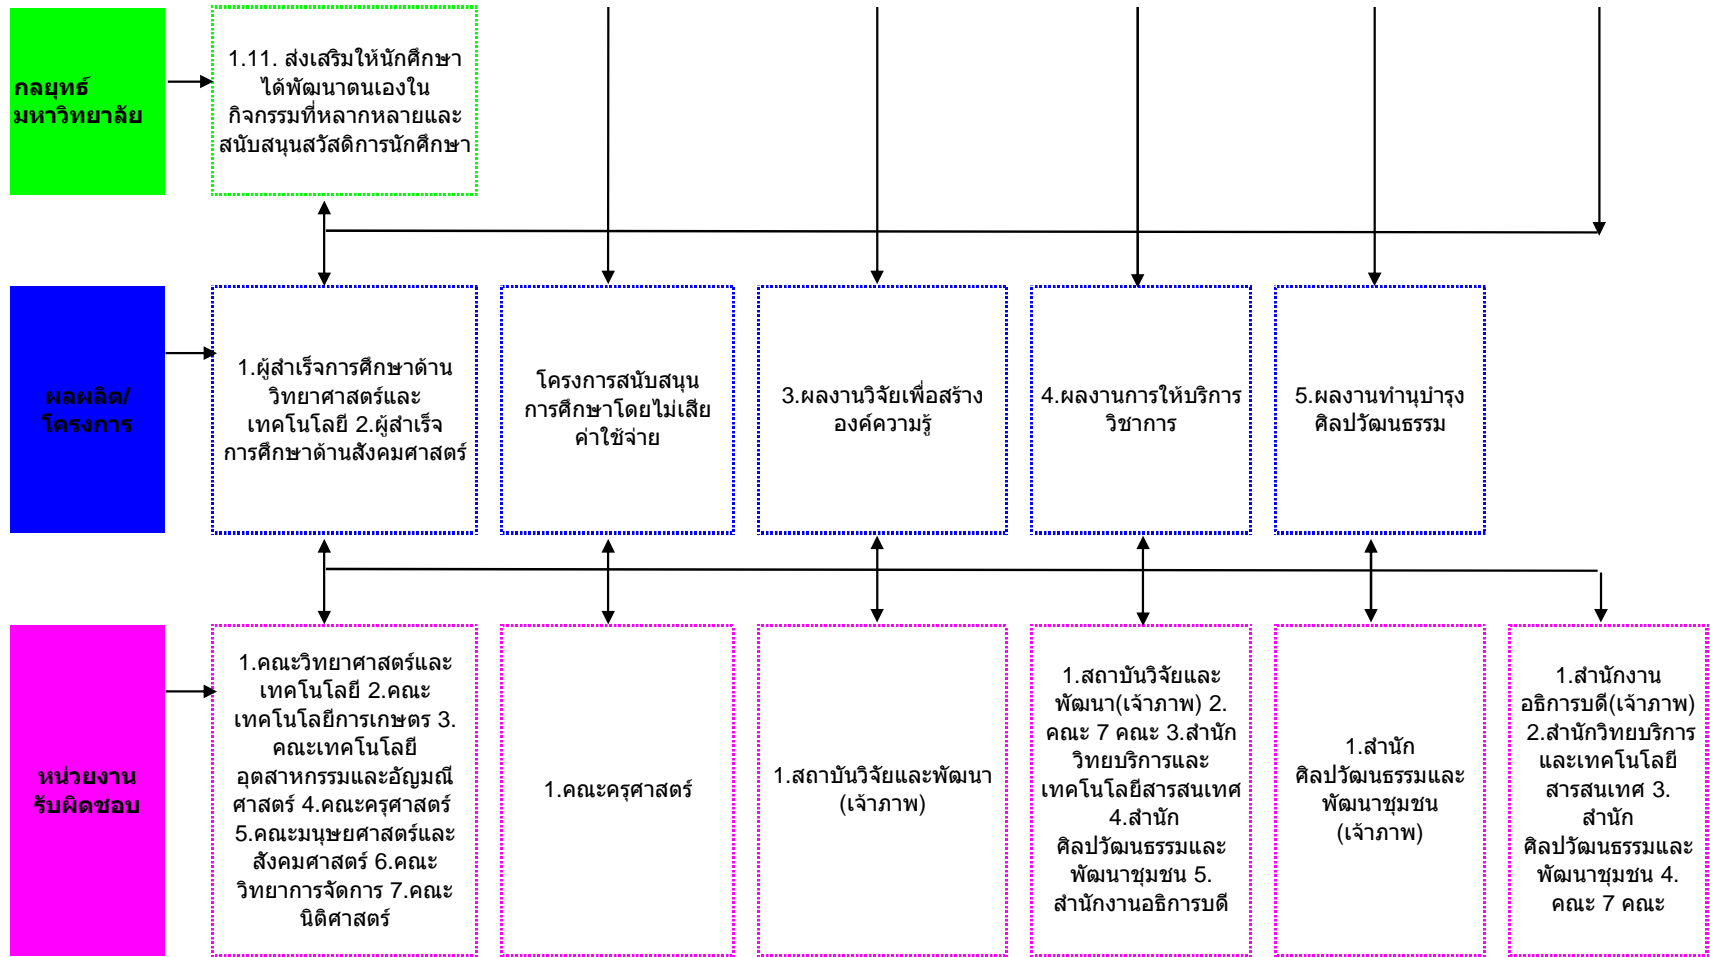 กลยุทธ์
มหาวิทยาลัย
1.11. ส่งเสริมให้นักศึกษา
ได้พัฒนาตนเองใน
กิจกรรมที่หลากหลายและ
สนับสนุนสวัสดิการนักศึกษา
ผลผลิต/
โครงการ
1.ผู้สำเร็จการศึกษาด้าน
วิทยาศาสตร์และ
เทคโนโลยี 2.ผู้สำเร็จ
การศึกษาด้านสังคมศาสตร์
โครงการสนับสนุน
การศึกษาโดยไม่เสีย
ค่าใช้จ่าย
3.ผลงานวิจัยเพื่อสร้าง
องค์ความรู้
4.ผลงานการให้บริการ
วิชาการ
5.ผลงานทำนุบำรุง
ศิลปวัฒนธรรม
หน่วยงาน
รับผิดชอบ
1.คณะวิทยาศาสตร์และ
เทคโนโลยี 2.คณะ
เทคโนโลยีการเกษตร 3.
คณะเทคโนโลยี
อุตสาหกรรมและอัญมณี
ศาสตร์ 4.คณะครุศาสตร์
5.คณะมนุษยศาสตร์และ
สังคมศาสตร์ 6.คณะ
วิทยาการจัดการ 7.คณะ
นิติศาสตร์
1.คณะครุศาสตร์
1.สถาบันวิจัยและพัฒนา
(เจ้าภาพ)
1.สถาบันวิจัยและ
พัฒนา(เจ้าภาพ) 2.
คณะ 7 คณะ 3.สำนัก
วิทยบริการและ
เทคโนโลยีสารสนเทศ
4.สำนัก
ศิลปวัฒนธรรมและ
พัฒนาชุมชน 5.
สำนักงานอธิการบดี
1.สำนัก
ศิลปวัฒนธรรมและ
พัฒนาชุมชน
(เจ้าภาพ)
1.สำนักงาน
อธิการบดี(เจ้าภาพ)
2.สำนักวิทยบริการ
และเทคโนโลยี
สารสนเทศ 3.
สำนัก
ศิลปวัฒนธรรมและ
พัฒนาชุมชน 4.
คณะ 7 คณะ